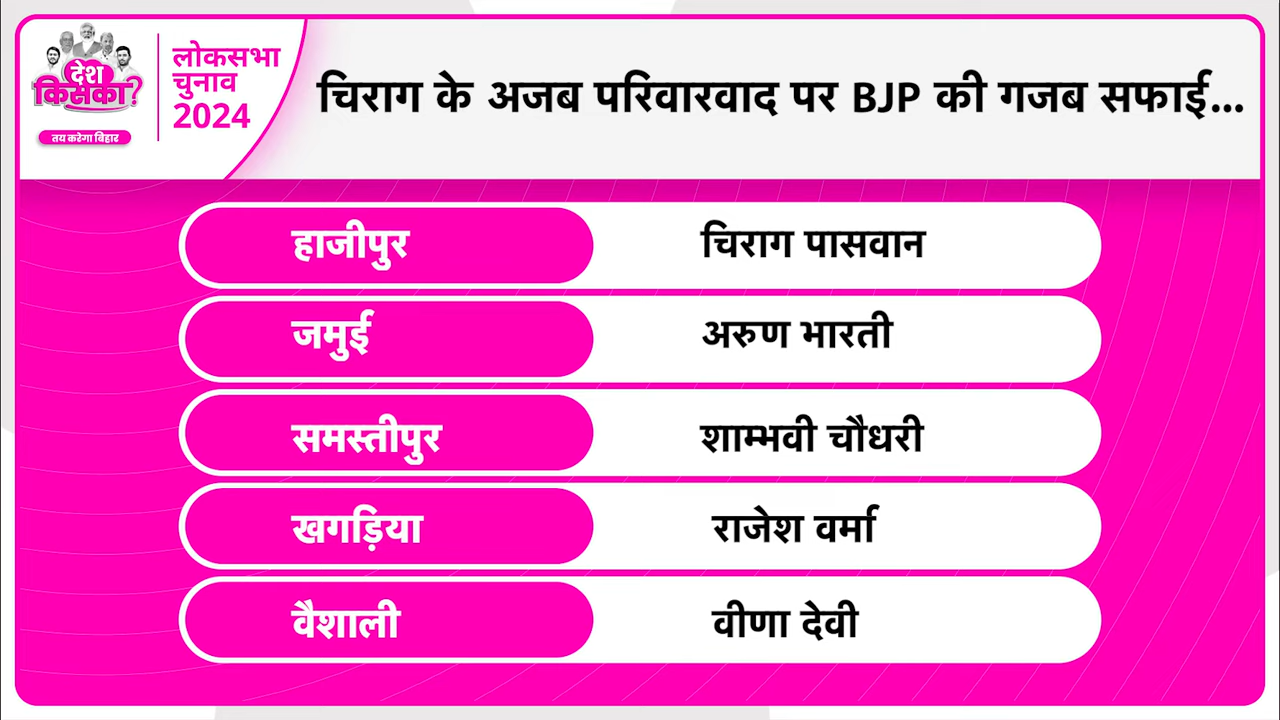 देश
किसका?
तय करेगा बिहार
लोकसभा
चुनाव
2024
चिराग के अजब परिवारवाद पर BJP की गजब सफाई...
हाजीपुर चिराग पासवान
जमुई अरुण भारती
समस्तीपुर शाम्भवी चौधरी
खगड़िया राजेश वर्मा
वैशाली वीणा देवी